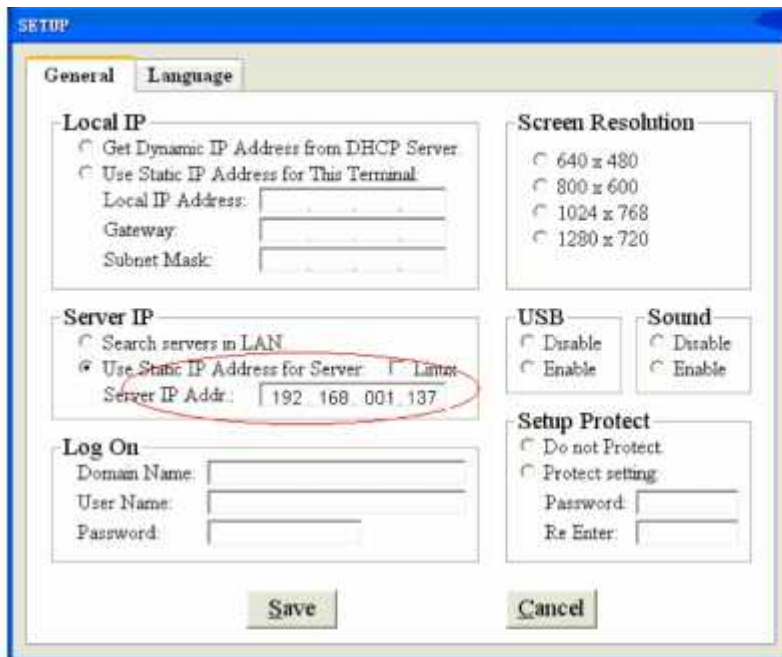 SETUP
General Language
Local IP
Get Dynamic IP Address from DHCP Server
Use Static IP Address for This Terminal
Local IP Address:
Gateway:
Subnet Mask:
Screen Resolution
640 x 480
800 x 600
1024 x 768
1280 x 720
Server IP
Search servers in LAN
Use Static IP Address for Server Linux
Server IP Addr.: 192 . 168 . 001 . 137
USB
Disable
Enable
Sound
Disable
Enable
Log On
Domain Name:
User Name:
Password:
Setup Protect
Do not Protect
Protect setting
Password:
Re Enter:
Save Cancel